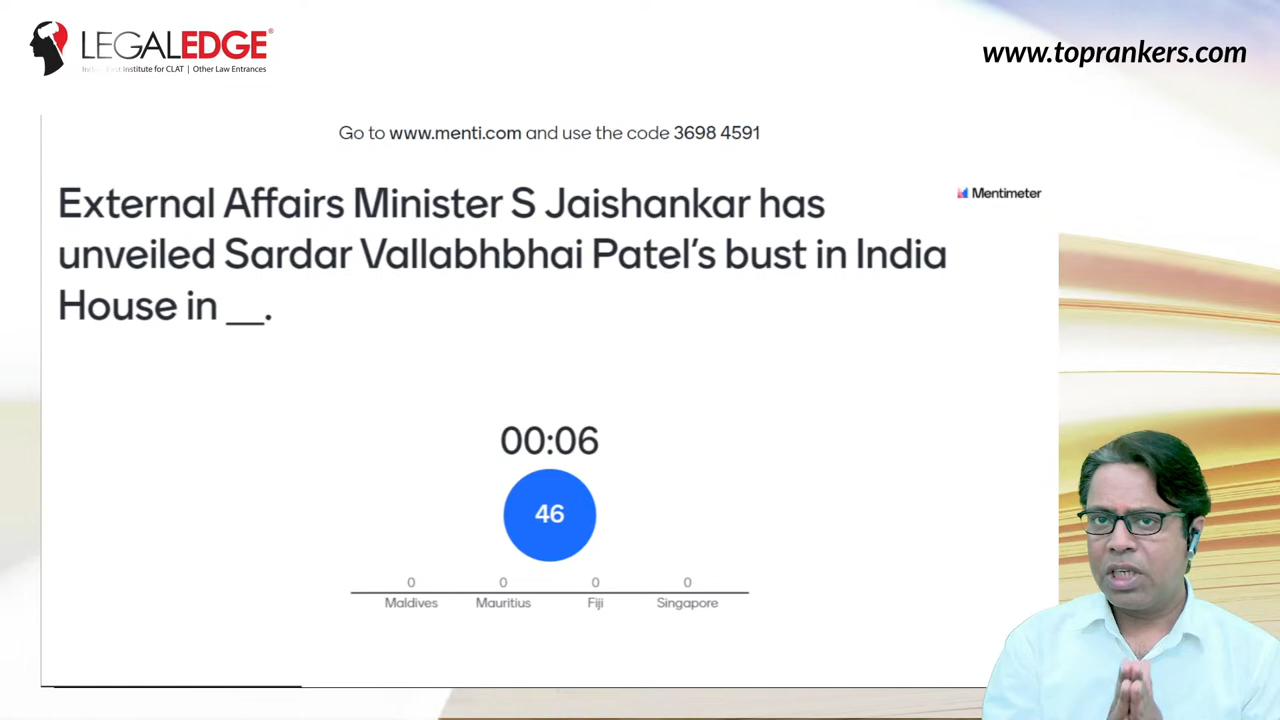 LEGALEDGE®
India's Best Institute for CLAT | Other Law Entrances
www.toprankers.com
Go to www.menti.com and use the code 3698 4591
Mentimeter
External Affairs Minister S Jaishankar has
unveiled Sardar Vallabhbhai Patel's bust in India
House in __.
00:06
46
0 0 0 0
Maldives Mauritius Fiji Singapore